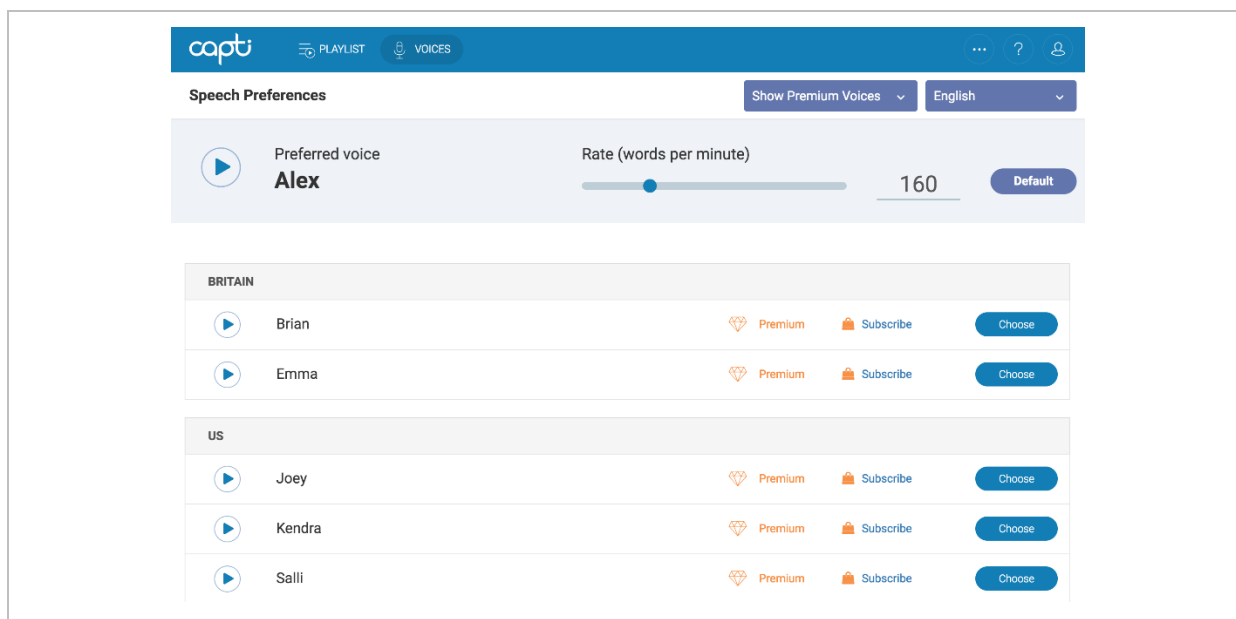 capti PLAYLIST VOICES ... ?
Speech Preferences Show Premium Voices English
Preferred voice Rate (words per minute)
Alex 160 Default
BRITAIN
Brian Premium Subscribe Choose
Emma Premium Subscribe Choose
US
Joey Premium Subscribe Choose
Kendra Premium Subscribe Choose
Salli Premium Subscribe Choose